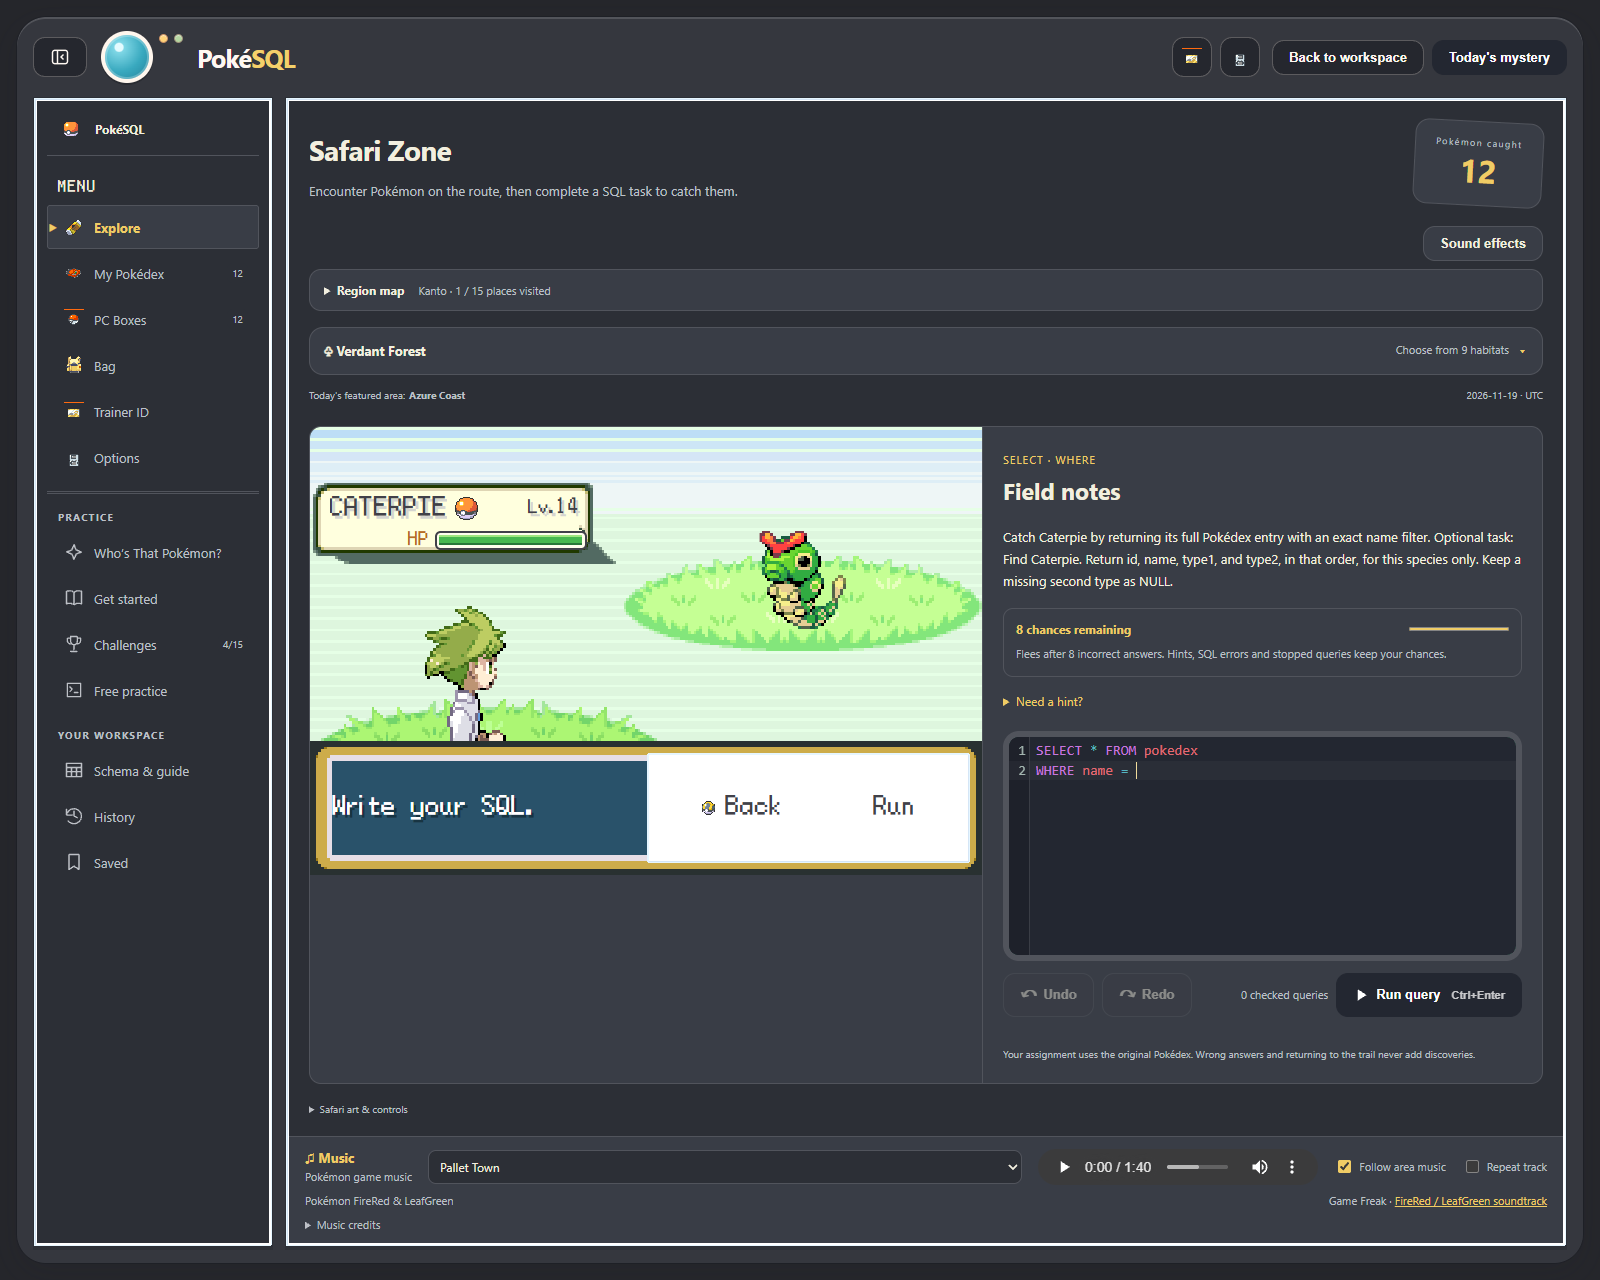 PokéSQL
Back to workspace
Today's mystery
PokéSQL
MENU
Explore
My Pokédex 12
PC Boxes 12
Bag
Trainer ID
Options
PRACTICE
Who's That Pokémon?
Get started
Challenges 4/15
Free practice
YOUR WORKSPACE
Schema & guide
History
Saved
Safari Zone
Encounter Pokémon on the route, then complete a SQL task to catch them.
Pokémon caught
12
Sound effects
Region map Kanto · 1 / 15 places visited
Verdant Forest Choose from 9 habitats
Today's featured area: Azure Coast 2026-11-19 · UTC
CATERPIE Lv.14
HP
Write your SQL.
Back
Run
SELECT · WHERE
Field notes
Catch Caterpie by returning its full Pokédex entry with an exact name filter. Optional task:
Find Caterpie. Return id, name, type1, and type2, in that order, for this species only. Keep a
missing second type as NULL.
8 chances remaining
Flees after 8 incorrect answers. Hints, SQL errors and stopped queries keep your chances.
Need a hint?
1 SELECT * FROM pokedex
2 WHERE name =
Undo
Redo
0 checked queries
Run query Ctrl+Enter
Your assignment uses the original Pokédex. Wrong answers and returning to the trail never add discoveries.
Safari art & controls
Music
Pokémon game music
Pallet Town
0:00 / 1:40
Follow area music
Repeat track
Pokémon FireRed & LeafGreen
Game Freak · FireRed / LeafGreen soundtrack
Music credits